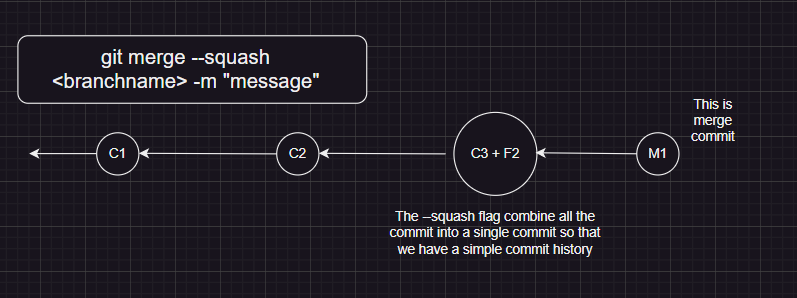 git merge --squash
<branchname> -m "message"
This is
merge
commit
C1
C2
C3 + F2
M1
The --squash flag combine all the
commit into a single commit so that
we have a simple commit history